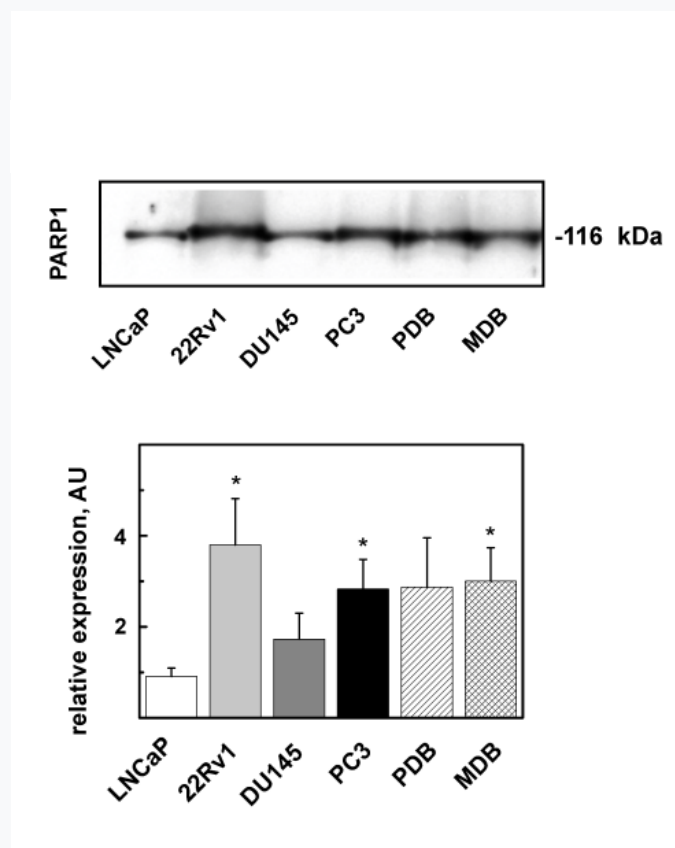 PARP1
-116 kDa
LNCaP
22Rv1
DU145
PC3
PDB
MDB
relative expression, AU
4
2
*
*
*
LNCaP
22Rv1
DU145
PC3
PDB
MDB